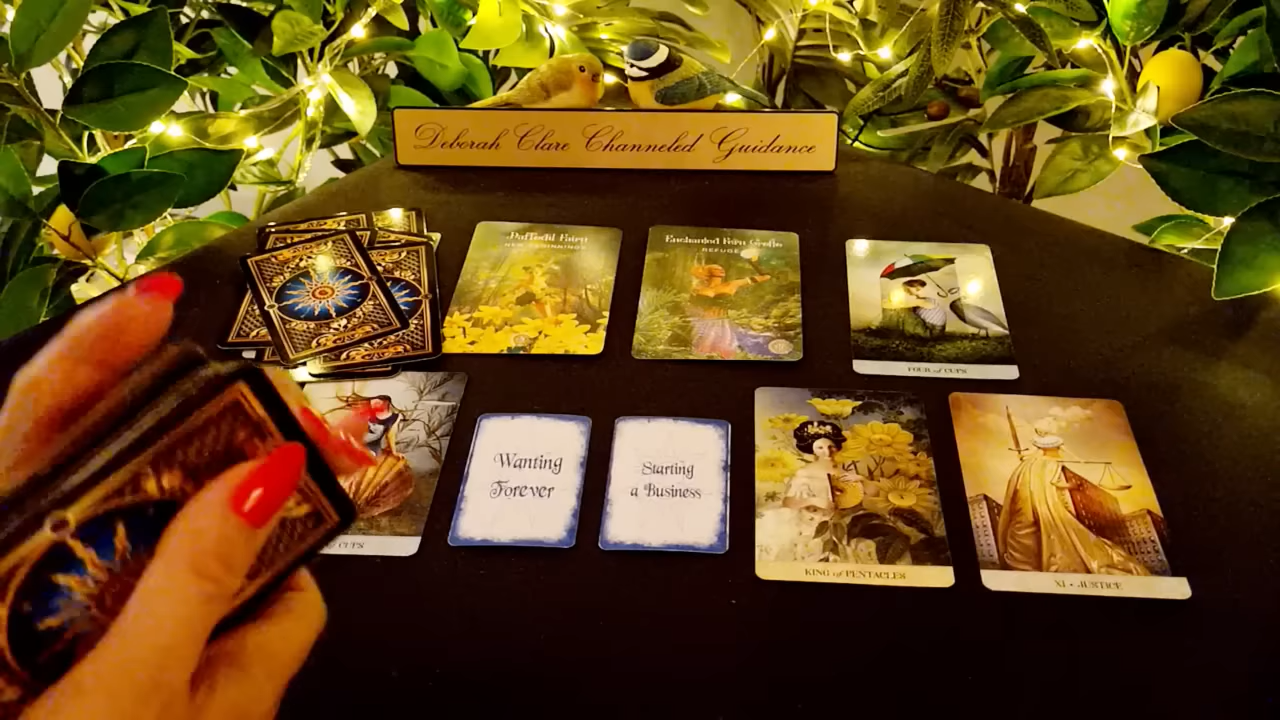 Deborah Clare Channeled Guidance
Daffodil Fairy
NEW BEGINNINGS
Enchanted Fern Grotto
REFUGE
FOUR of CUPS
of CUPS
Wanting
Forever
Starting
a Business
KING of PENTACLES
XI • JUSTICE